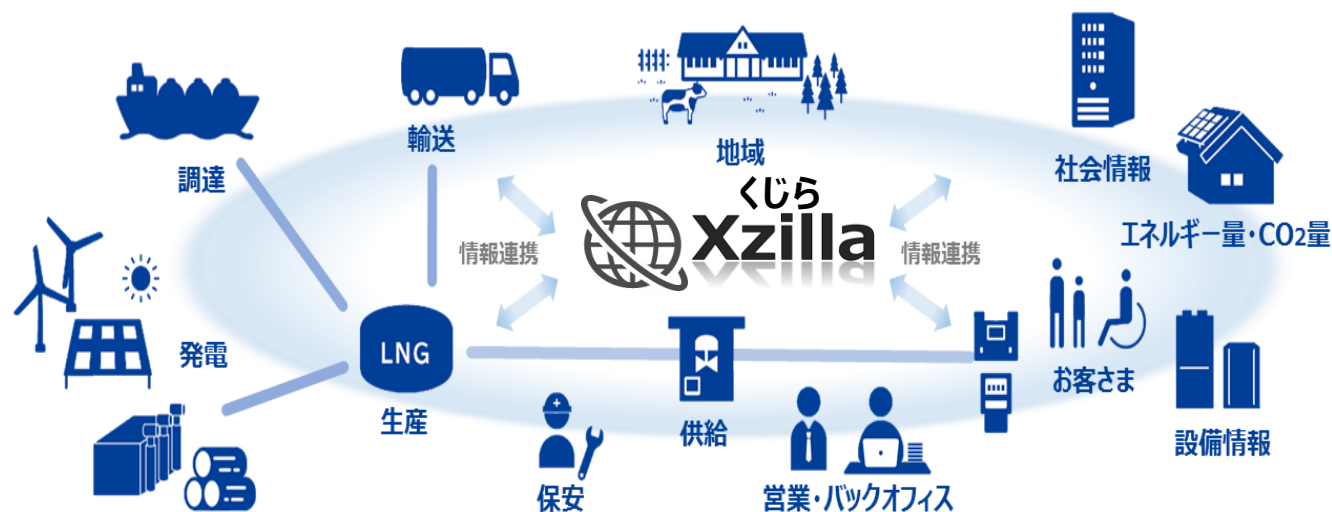 輸送
調達
地域
社会情報
くじら
Xzilla
情報連携
情報連携
エネルギー量・CO2量
発電
LNG
生産
供給
お客さま
設備情報
保安
営業・バックオフィス